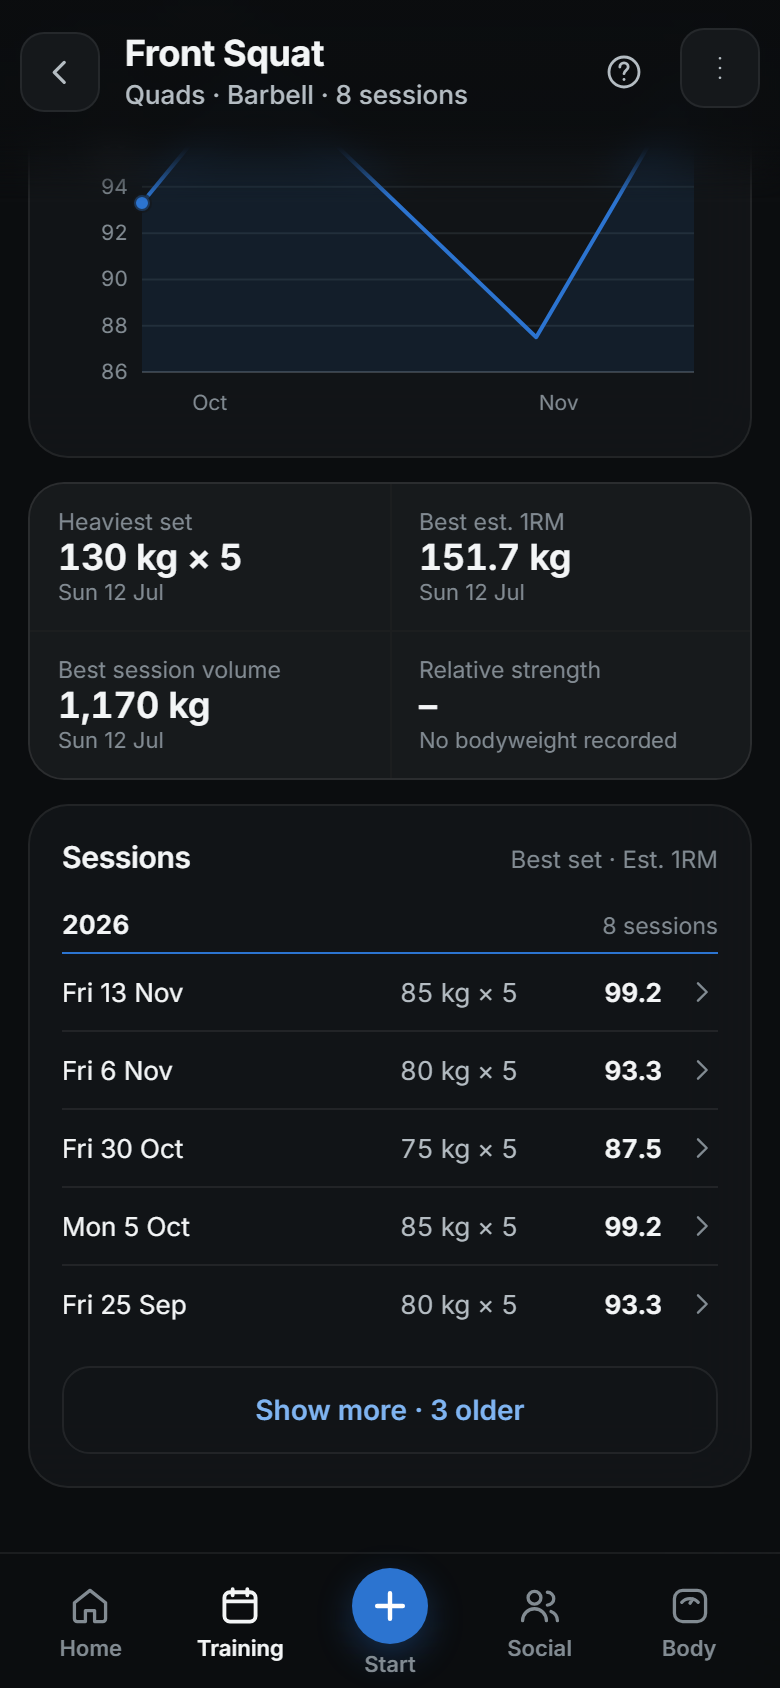 Front Squat
Quads · Barbell · 8 sessions
94
92
90
88
86
Oct Nov
Heaviest set
130 kg × 5
Sun 12 Jul
Best est. 1RM
151.7 kg
Sun 12 Jul
Best session volume
1,170 kg
Sun 12 Jul
Relative strength
–
No bodyweight recorded
Sessions Best set · Est. 1RM
2026 8 sessions
Fri 13 Nov 85 kg × 5 99.2
Fri 6 Nov 80 kg × 5 93.3
Fri 30 Oct 75 kg × 5 87.5
Mon 5 Oct 85 kg × 5 99.2
Fri 25 Sep 80 kg × 5 93.3
Show more · 3 older
Home Training Start Social Body